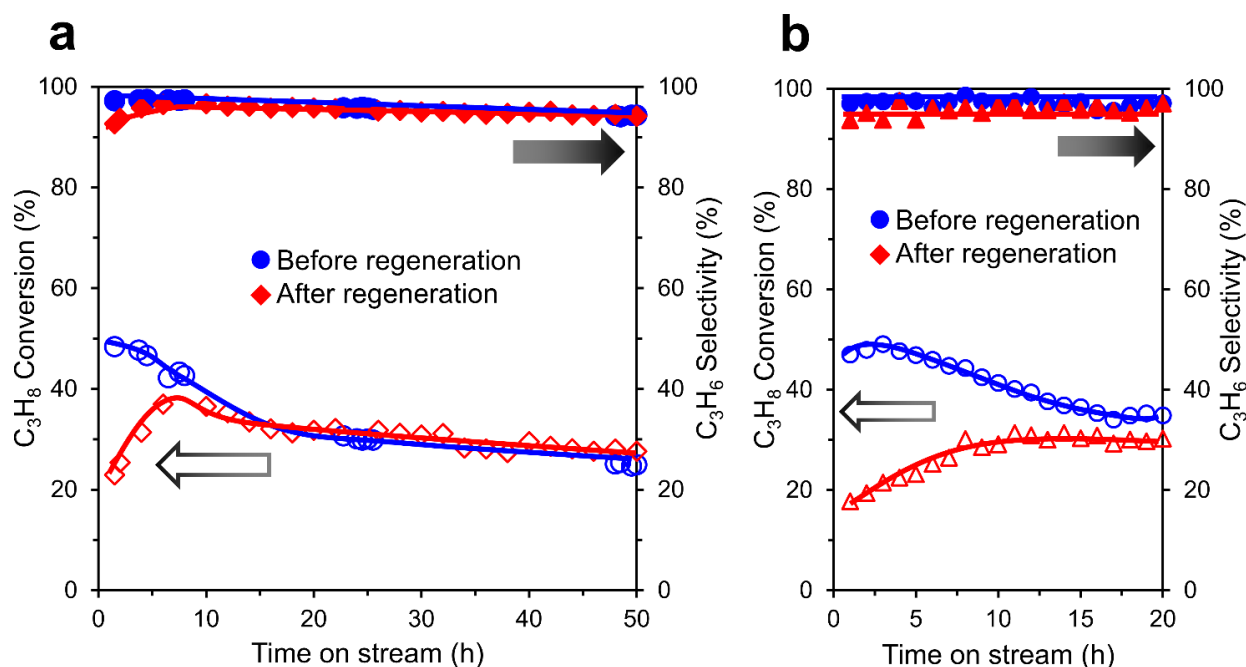 a
C₃H₈ Conversion (%)
100
80
60
40
20
0
Before regeneration
After regeneration
100
80
60
40
20
0
C₃H₆ Selectivity (%)
0
10
20
30
40
50
Time on stream (h)
b
C₃H₈ Conversion (%)
100
80
60
40
20
0
Before regeneration
After regeneration
100
80
60
40
20
0
C₃H₆ Selectivity (%)
0
5
10
15
20
Time on stream (h)